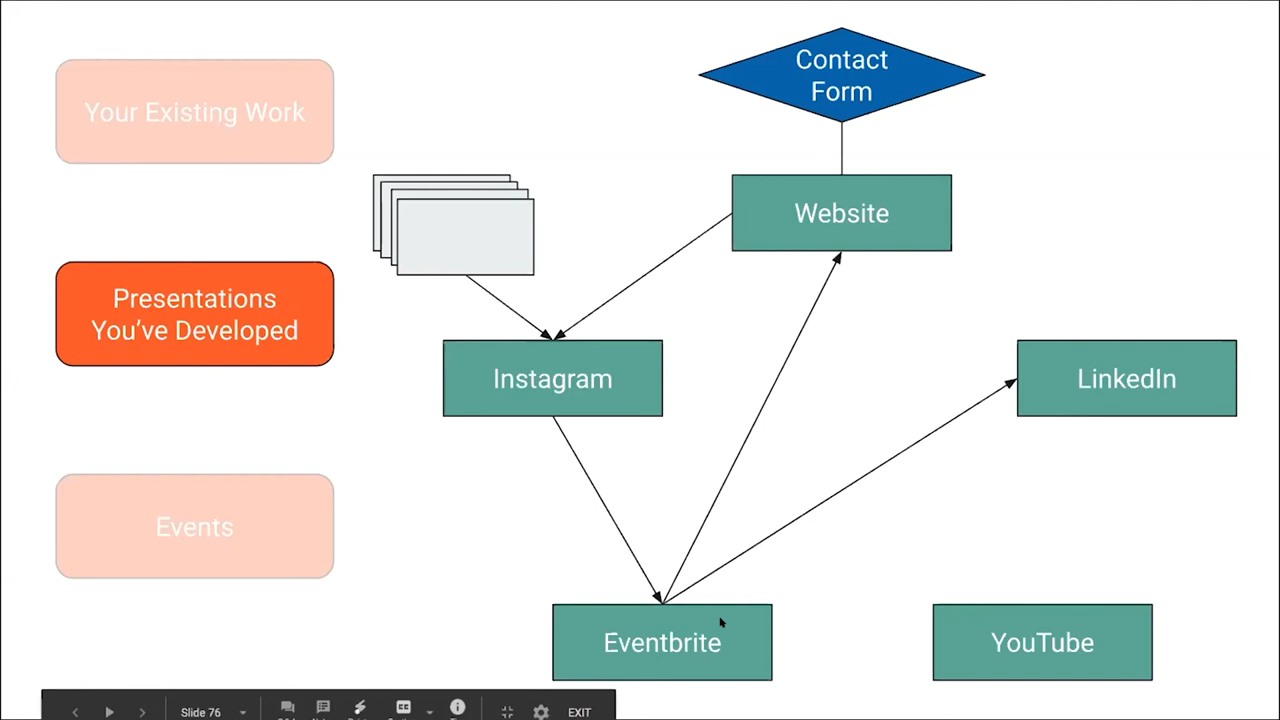 Contact
Form
Your Existing Work
Website
Presentations
You've Developed
Instagram
LinkedIn
Events
Eventbrite
YouTube
Slide 76
EXIT